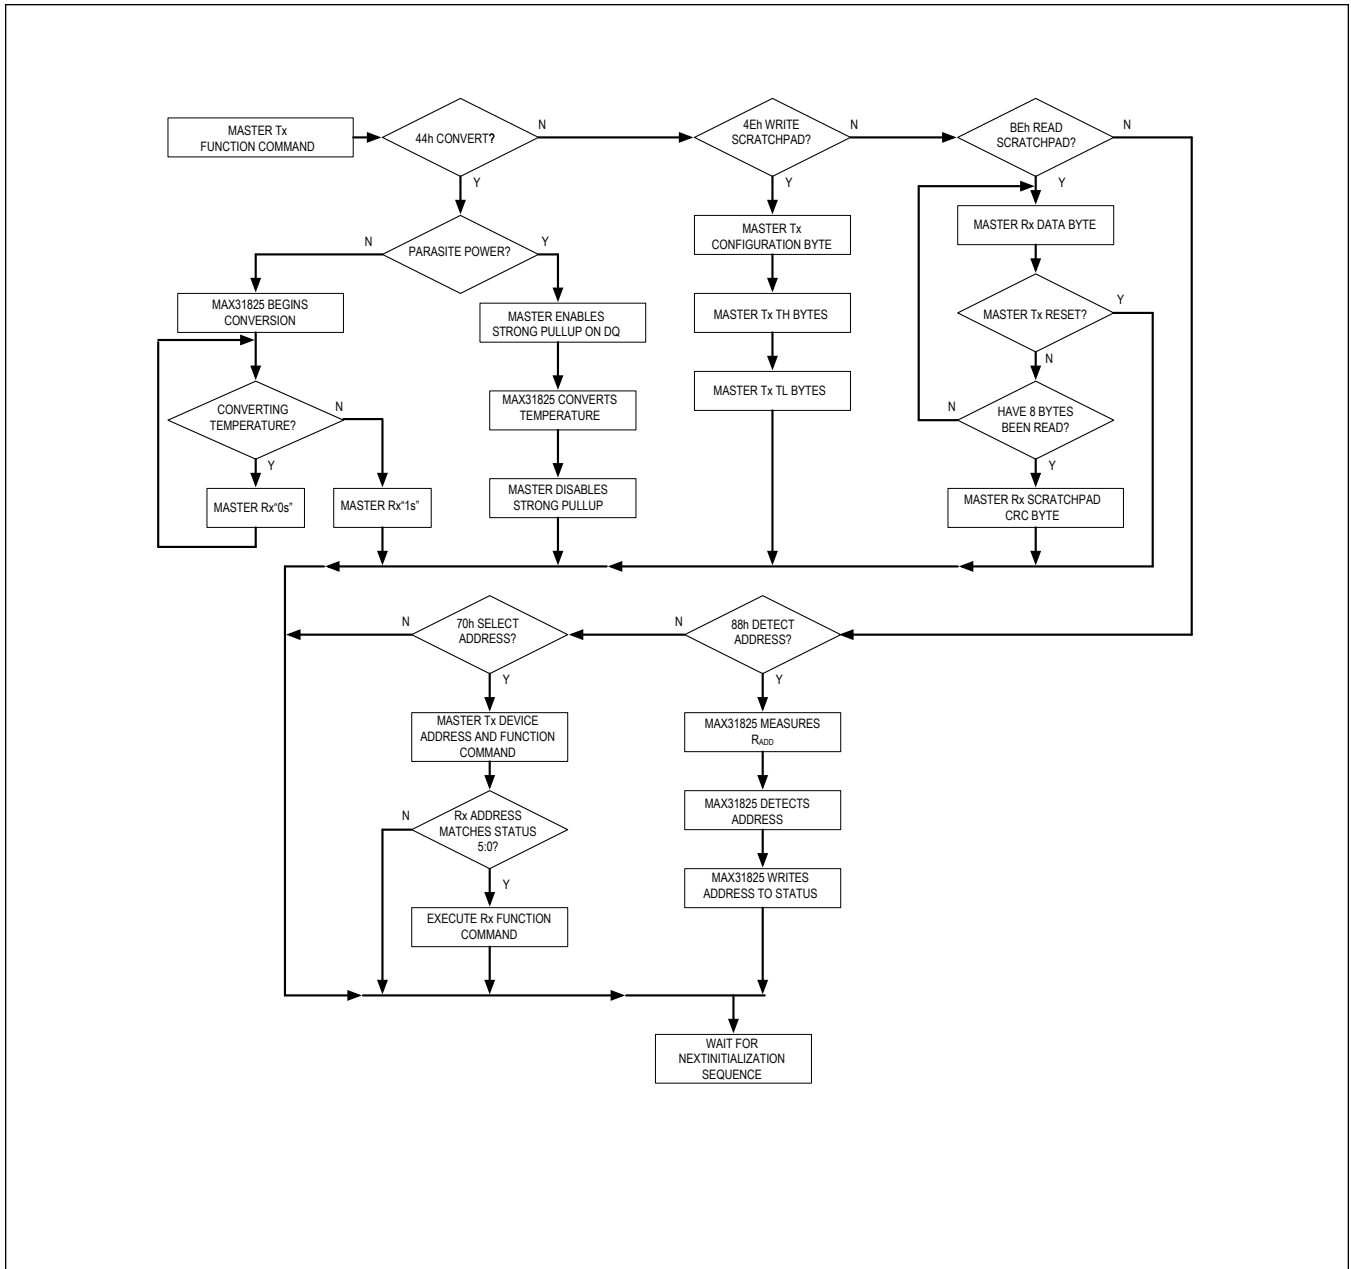 MASTER Tx
FUNCTION COMMAND
44h CONVERT?
N
4Eh WRITE
SCRATCHPAD?
N
BEh READ
SCRATCHPAD?
N
Y
Y
Y
PARASITE POWER?
N
Y
MASTER Tx
CONFIGURATION BYTE
MASTER Rx DATA BYTE
MAX31825 BEGINS
CONVERSION
MASTER ENABLES
STRONG PULLUP ON DQ
MASTER Tx TH BYTES
MASTER Tx RESET?
Y
N
CONVERTING
TEMPERATURE?
N
Y
MAX31825 CONVERTS
TEMPERATURE
MASTER Tx TL BYTES
HAVE 8 BYTES
BEEN READ?
N
Y
MASTER Rx“0s”
MASTER Rx“1s”
MASTER DISABLES
STRONG PULLUP
MASTER Rx SCRATCHPAD
CRC BYTE
N
70h SELECT
ADDRESS?
N
88h DETECT
ADDRESS?
Y
Y
MASTER Tx DEVICE
ADDRESS AND FUNCTION
COMMAND
MAX31825 MEASURES
RADD
N
Rx ADDRESS
MATCHES STATUS
5:0?
MAX31825 DETECTS
ADDRESS
Y
MAX31825 WRITES
ADDRESS TO STATUS
EXECUTE Rx FUNCTION
COMMAND
WAIT FOR
NEXTINITIALIZATION
SEQUENCE